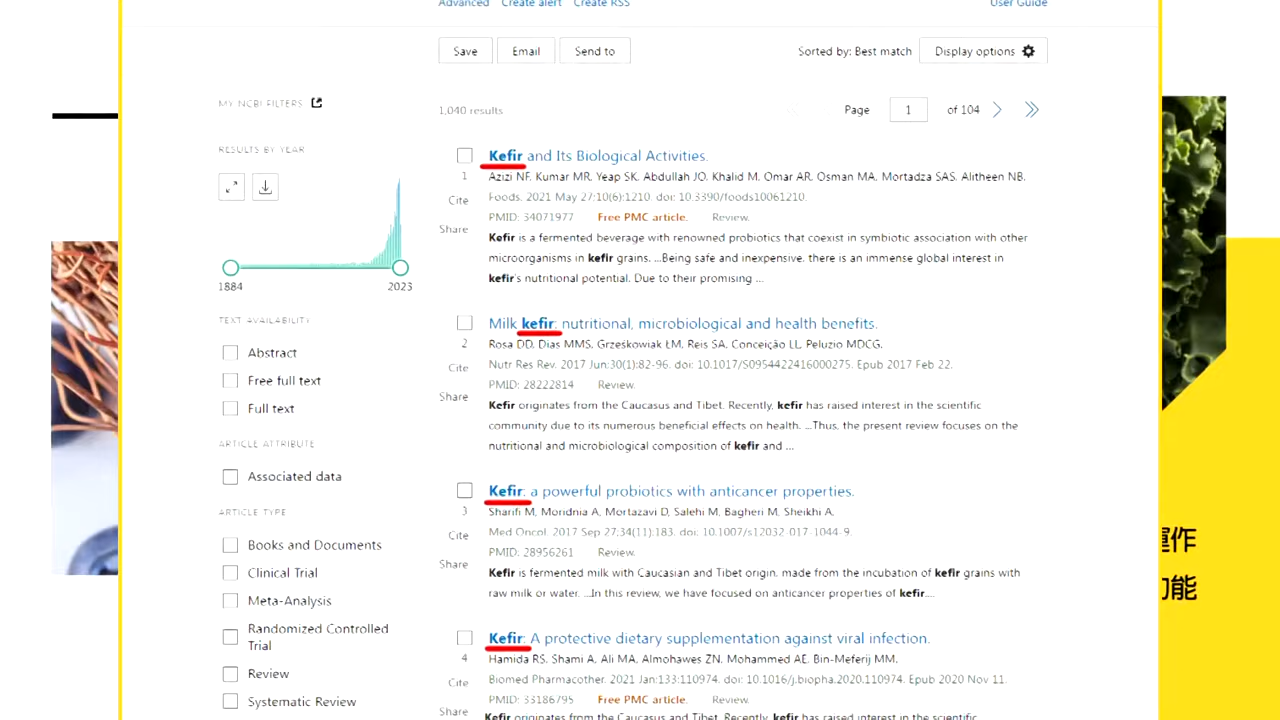 Advanced Create alert Create RSS User Guide
Save Email Send to Sorted by: Best match Display options
MY NCBI FILTERS
1,040 results
Page 1 of 104
RESULTS BY YEAR
1884 2023
TEXT AVAILABILITY
Abstract
Free full text
Full text
ARTICLE ATTRIBUTE
Associated data
ARTICLE TYPE
Books and Documents
Clinical Trial
Meta-Analysis
Randomized Controlled
Trial
Review
Systematic Review
Kefir and Its Biological Activities.
1
Cite
Share
Azizi NF, Kumar MR, Yeap SK, Abdullah JO, Khalid M, Omar AR, Osman MA, Mortadza SAS, Alitheen NB.
Foods. 2021 May 27;10(6):1210. doi: 10.3390/foods10061210.
PMID: 34071977 Free PMC article. Review.
Kefir is a fermented beverage with renowned probiotics that coexist in symbiotic association with other
microorganisms in kefir grains. ...Being safe and inexpensive, there is an immense global interest in
kefir's nutritional potential. Due to their promising ...
Milk kefir: nutritional, microbiological and health benefits.
2
Cite
Share
Rosa DD, Dias MMS, Grześkowiak ŁM, Reis SA, Conceição LL, Peluzio MDCG.
Nutr Res Rev. 2017 Jun;30(1):82-96. doi: 10.1017/S0954422416000275. Epub 2017 Feb 22.
PMID: 28222814 Review.
Kefir originates from the Caucasus and Tibet. Recently, kefir has raised interest in the scientific
community due to its numerous beneficial effects on health. ...Thus, the present review focuses on the
nutritional and microbiological composition of kefir and ...
Kefir: a powerful probiotics with anticancer properties.
3
Cite
Share
Sharifi M, Moridnia A, Mortazavi D, Salehi M, Bagheri M, Sheikhi A.
Med Oncol. 2017 Sep 27;34(11):183. doi: 10.1007/s12032-017-1044-9.
PMID: 28956261 Review.
Kefir is fermented milk with Caucasian and Tibet origin, made from the incubation of kefir grains with
raw milk or water. ...In this review, we have focused on anticancer properties of kefir....
Kefir: A protective dietary supplementation against viral infection.
4
Cite
Share
Hamida RS, Shami A, Ali MA, Almohawes ZN, Mohammed AE, Bin-Meferij MM.
Biomed Pharmacother. 2021 Jan;133:110974. doi: 10.1016/j.biopha.2020.110974. Epub 2020 Nov 11.
PMID: 33186795 Free PMC article. Review.
Kefir originates from the Caucasus and Tibet. Recently, kefir has raised interest in the scientific
作
能